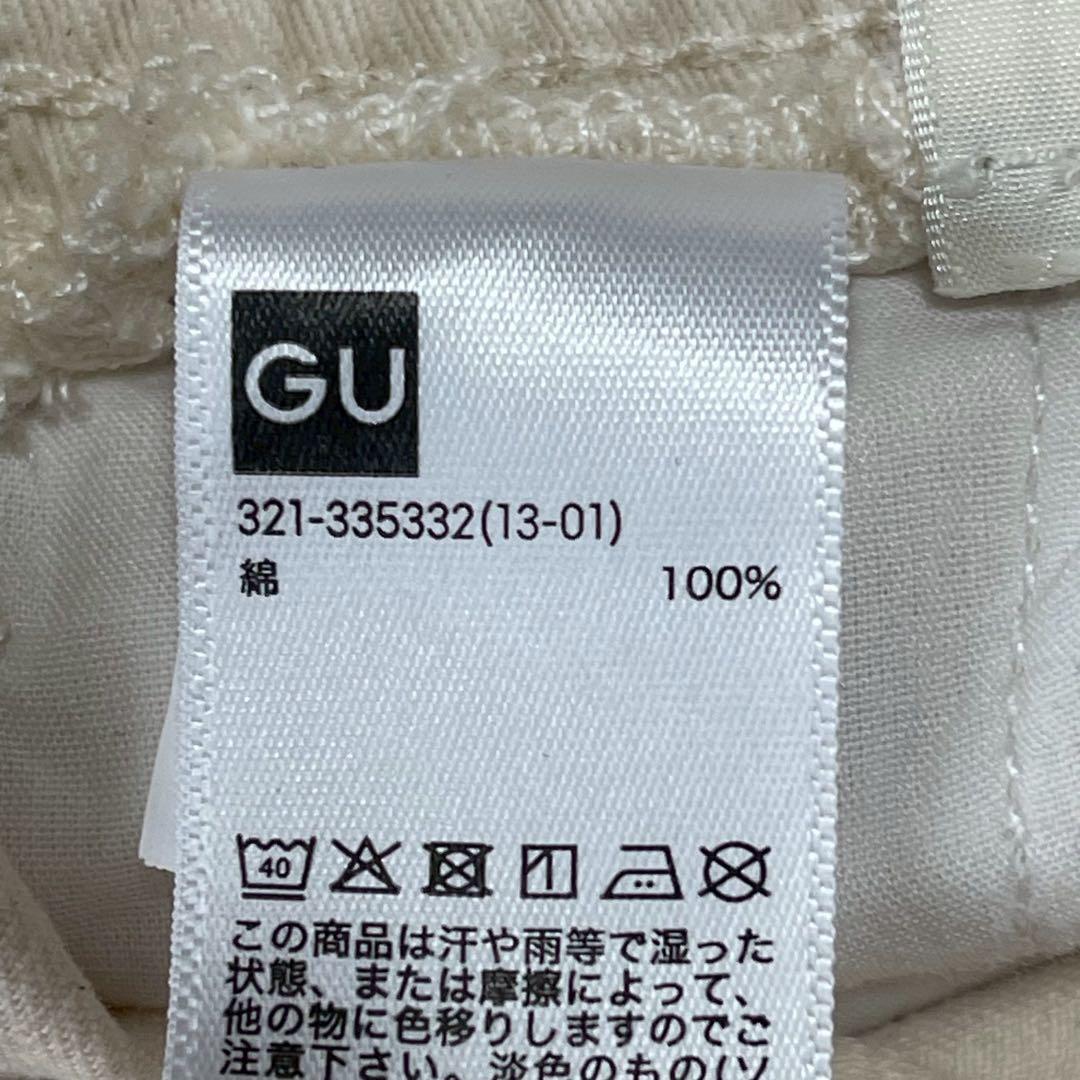 GU
321-335332(13-01)
綿 100%
40
この商品は汗や雨等で湿った
状態、または摩擦によって、
他の物に色移りしますのでご
注意下さい。淡色のもの(ソ